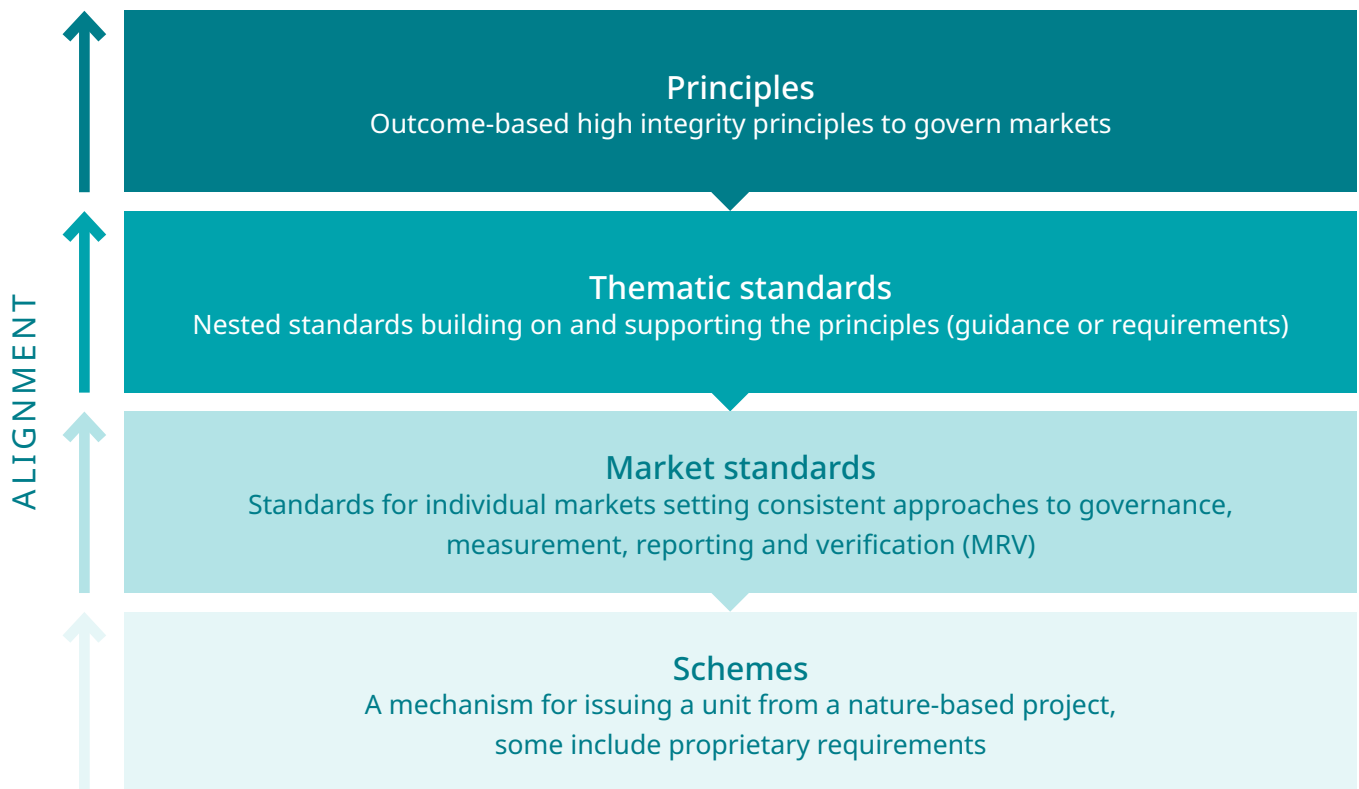 Principles
Outcome-based high integrity principles to govern markets
Thematic standards
Nested standards building on and supporting the principles (guidance or requirements)
ALIGNMENT
Market standards
Standards for individual markets setting consistent approaches to governance,
measurement, reporting and verification (MRV)
Schemes
A mechanism for issuing a unit from a nature-based project,
some include proprietary requirements